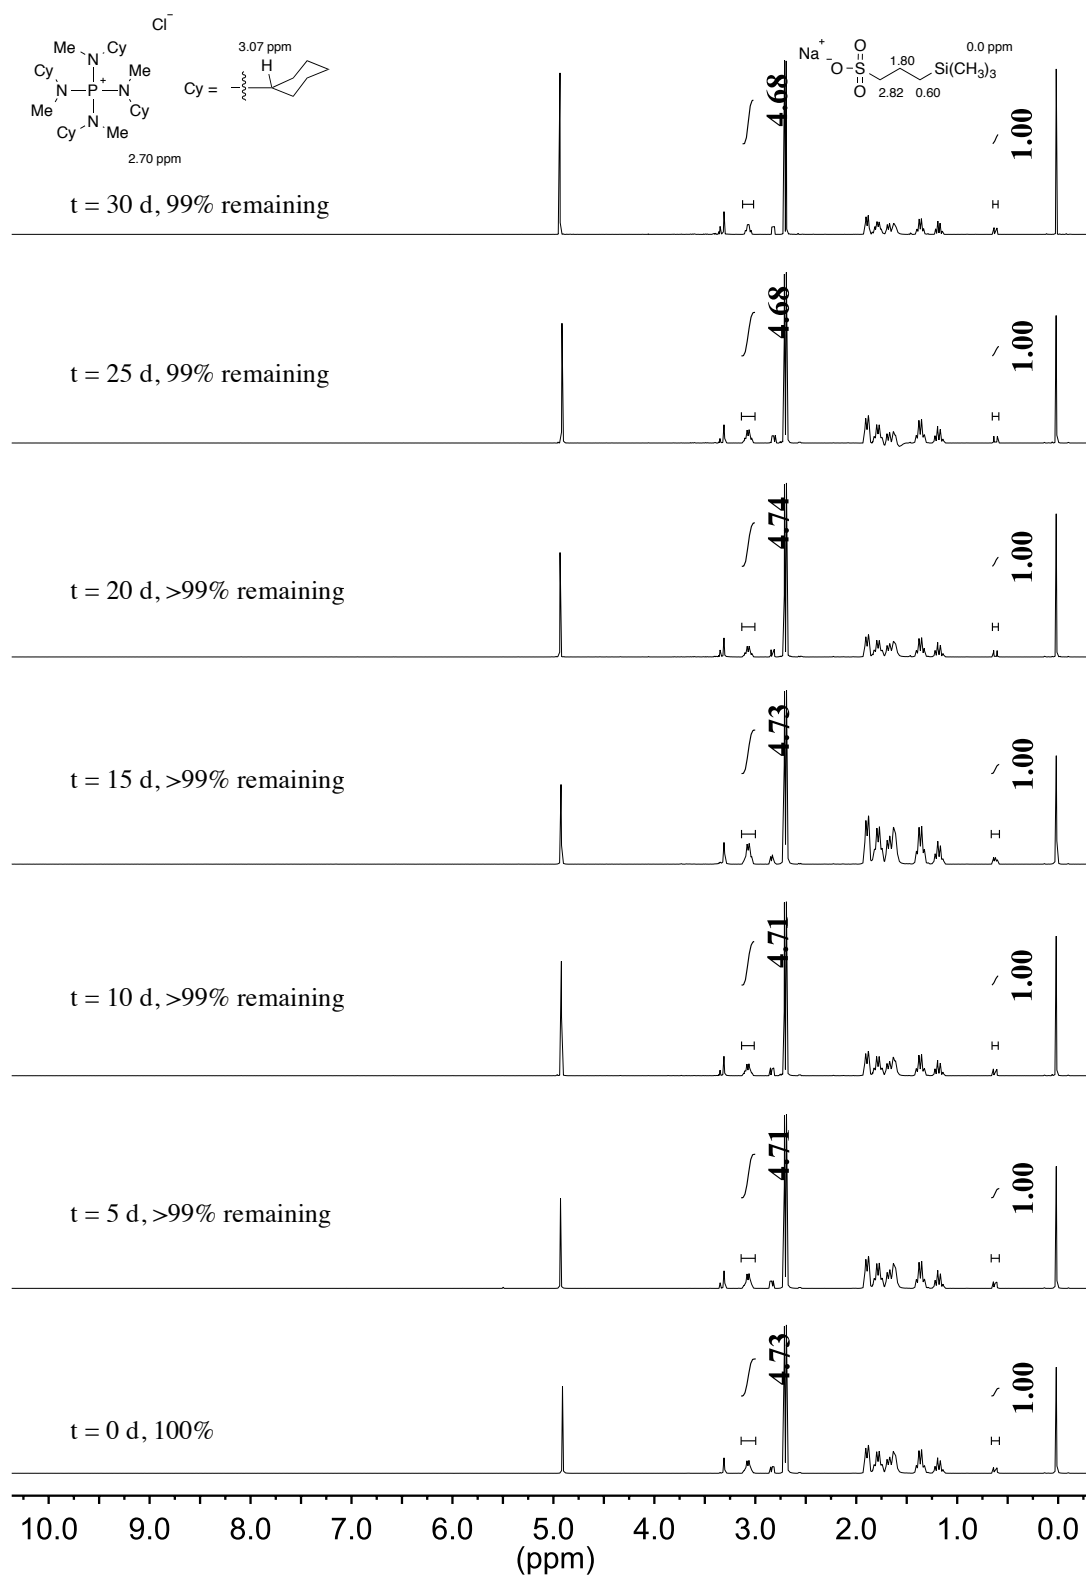 Cl⁻
Me Cy
Cy N Me
N P⁺ N
Me N Cy
Cy Me
2.70 ppm
3.07 ppm
H
Cy =
Na⁺
⁻O S O O
1.80
2.82 0.60
Si(CH₃)₃
0.0 ppm
t = 30 d, 99% remaining
4.68
1.00
t = 25 d, 99% remaining
4.68
1.00
t = 20 d, >99% remaining
4.74
1.00
t = 15 d, >99% remaining
4.73
1.00
t = 10 d, >99% remaining
4.71
1.00
t = 5 d, >99% remaining
4.71
1.00
t = 0 d, 100%
4.73
1.00
10.0 9.0 8.0 7.0 6.0 5.0 4.0 3.0 2.0 1.0 0.0
(ppm)